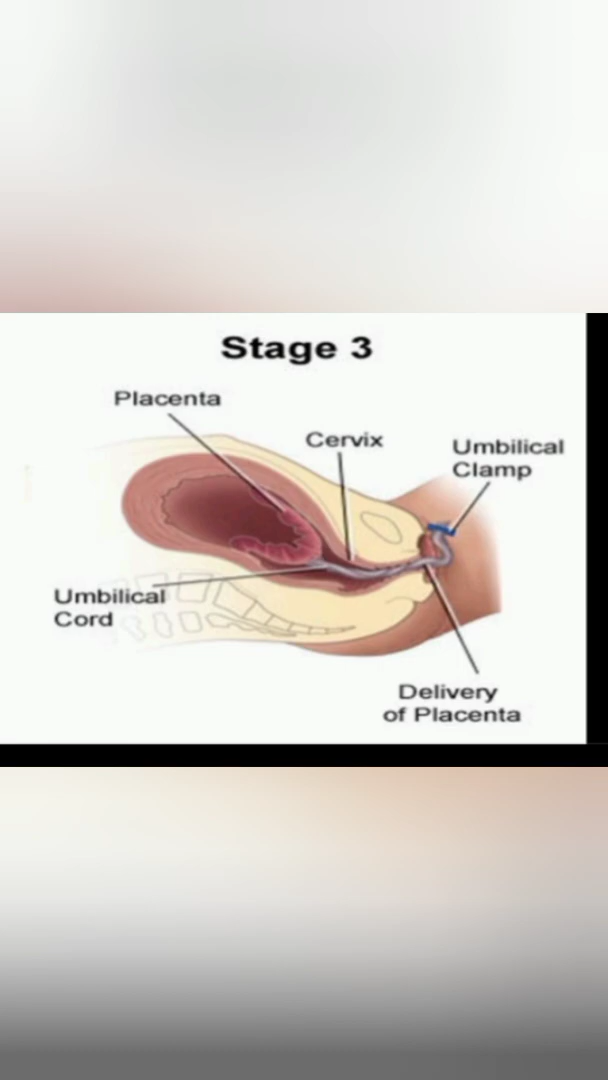 Stage 3
Placenta
Cervix
Umbilical
Clamp
Umbilical
Cord
Delivery
of Placenta